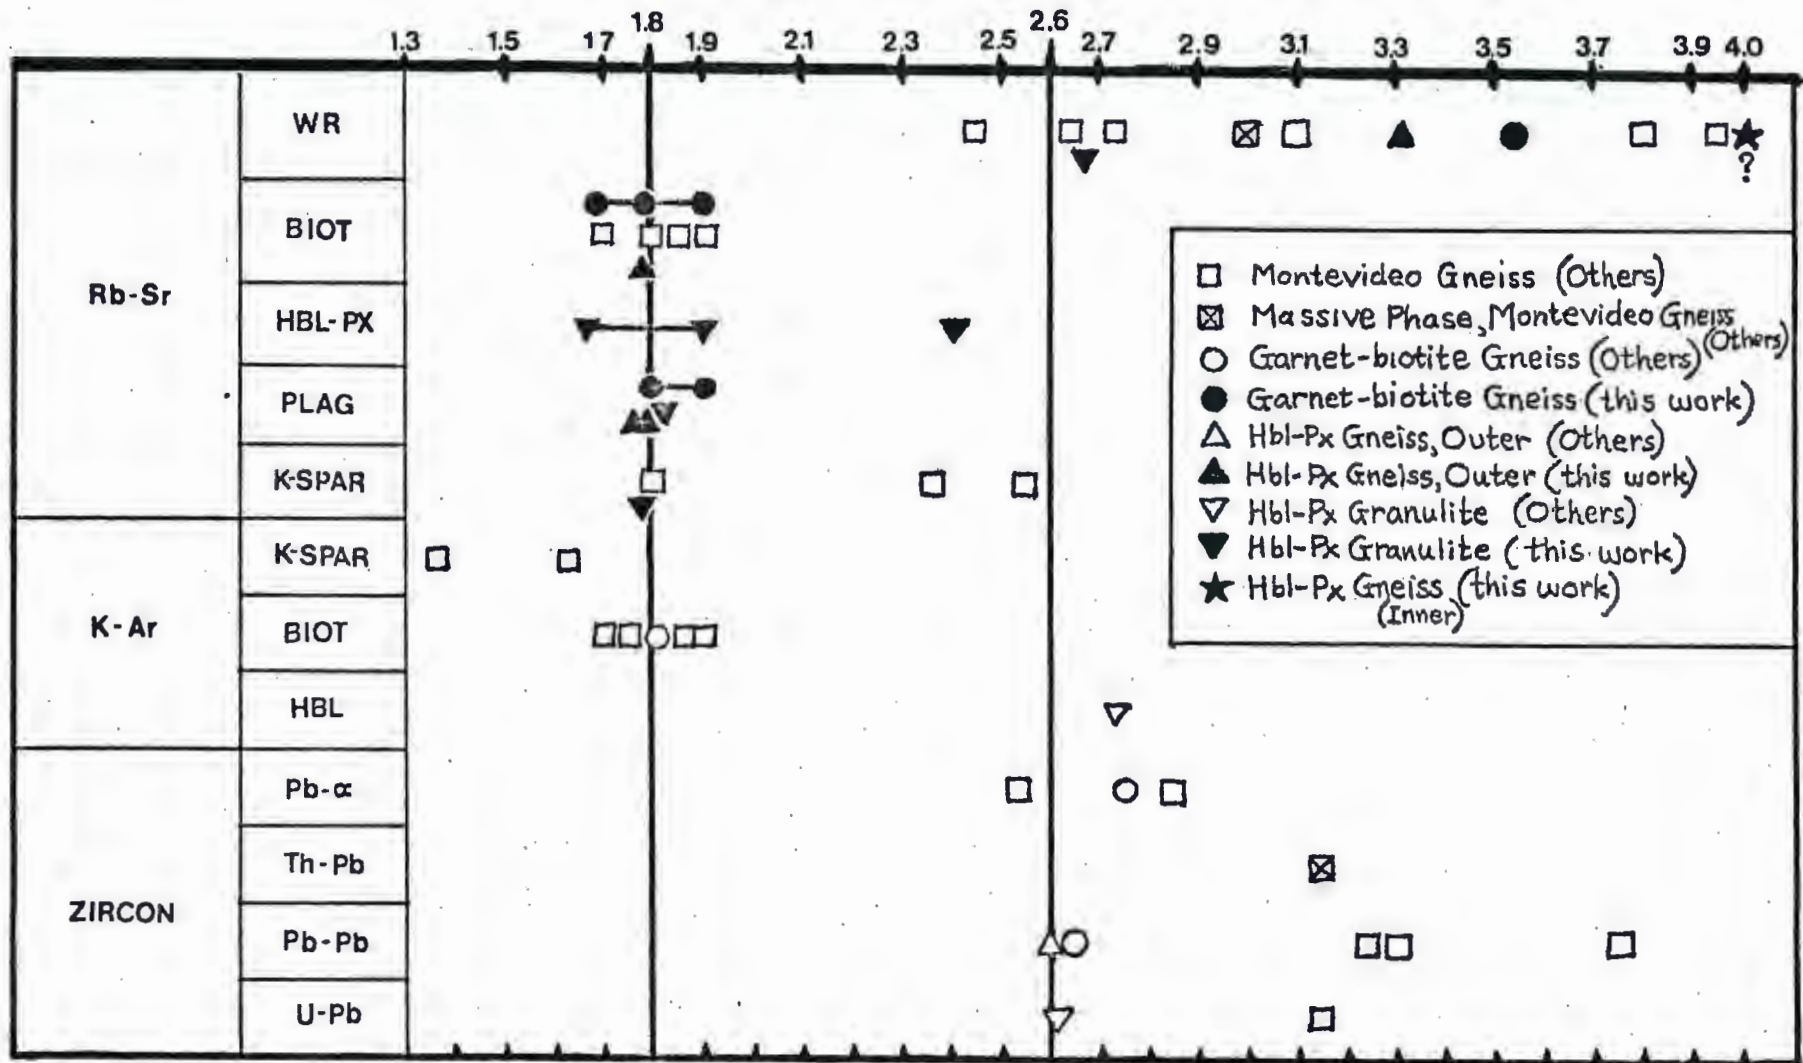 1.8 2.6
1.3 1.5 1.7 1.9 2.1 2.3 2.5 2.7 2.9 3.1 3.3 3.5 3.7 3.9 4.0
Rb-Sr
WR
?
BIOT
HBL-PX
PLAG
K-SPAR
K-Ar
K-SPAR
BIOT
HBL
ZIRCON
Pb-α
Th-Pb
Pb-Pb
U-Pb
Montevideo Gneiss (Others)
Massive Phase, Montevideo Gneiss (Others)
Garnet-biotite Gneiss (Others)
Garnet-biotite Gneiss (this work)
Hbl-Px Gneiss, Outer (Others)
Hbl-Px Gneiss, Outer (this work)
Hbl-Px Granulite (Others)
Hbl-Px Granulite (this work)
Hbl-Px Gneiss (this work)
(Inner)